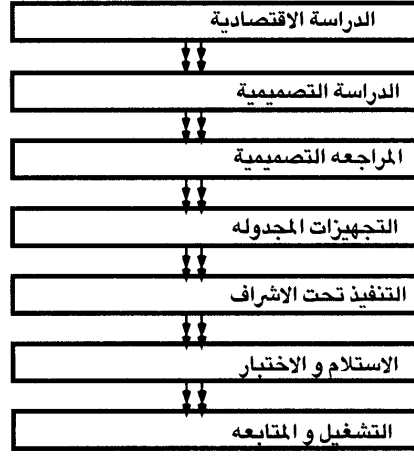 الدراسة الاقتصادية
الدراسة التصميمية
المراجعه التصميمية
التجهيزات المجدوله
التنفيذ تحت الاشراف
الاستلام و الاختبار
التشغيل و المتابعه